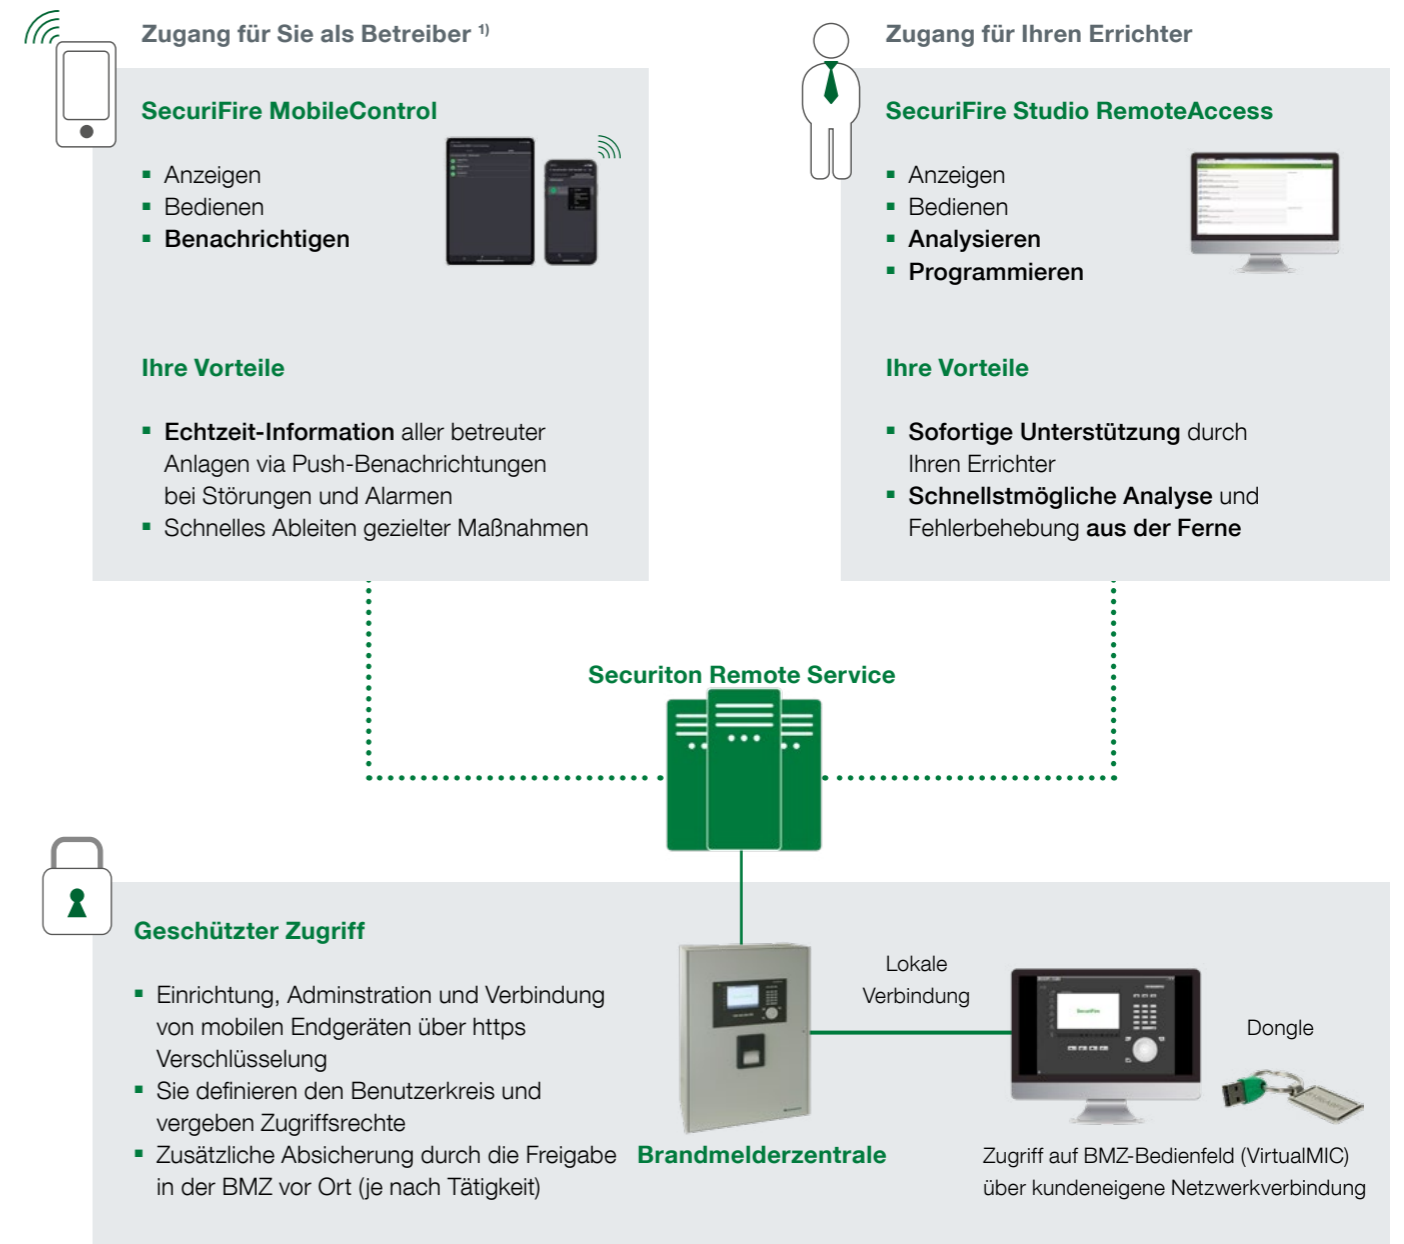 Zugang für Sie als Betreiber 1)
SecuriFire MobileControl
Anzeigen
Bedienen
Benachrichtigen
Ihre Vorteile
Echtzeit-Information aller betreuter
Anlagen via Push-Benachrichtungen
bei Störungen und Alarmen
Schnelles Ableiten gezielter Maßnahmen
Zugang für Ihren Errichter
SecuriFire Studio RemoteAccess
Anzeigen
Bedienen
Analysieren
Programmieren
Ihre Vorteile
Sofortige Unterstützung durch
Ihren Errichter
Schnellstmögliche Analyse und
Fehlerbehebung aus der Ferne
Securiton Remote Service
Geschützter Zugriff
Einrichtung, Adminstration und Verbindung
von mobilen Endgeräten über https
Verschlüsselung
Sie definieren den Benutzerkreis und
vergeben Zugriffsrechte
Zusätzliche Absicherung durch die Freigabe
in der BMZ vor Ort (je nach Tätigkeit)
Brandmelderzentrale
Lokale
Verbindung
SecuriFire
Dongle
Zugriff auf BMZ-Bedienfeld (VirtualMIC)
über kundeneigene Netzwerkverbindung